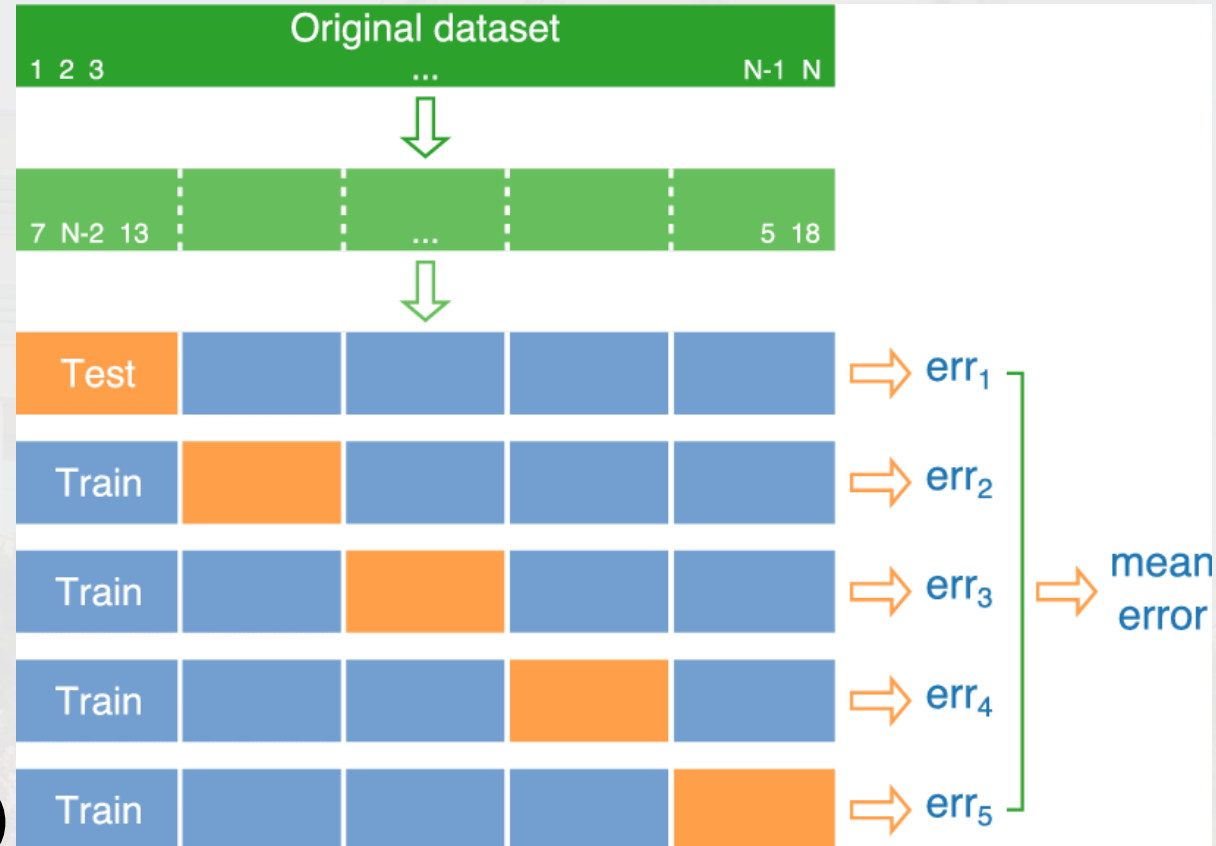 Original dataset
1 2 3 ... N-1 N
7 N-2 13 ... 5 18
Test
err₁
Train
err₂
Train
err₃
mean
error
Train
err₄
Train
err₅